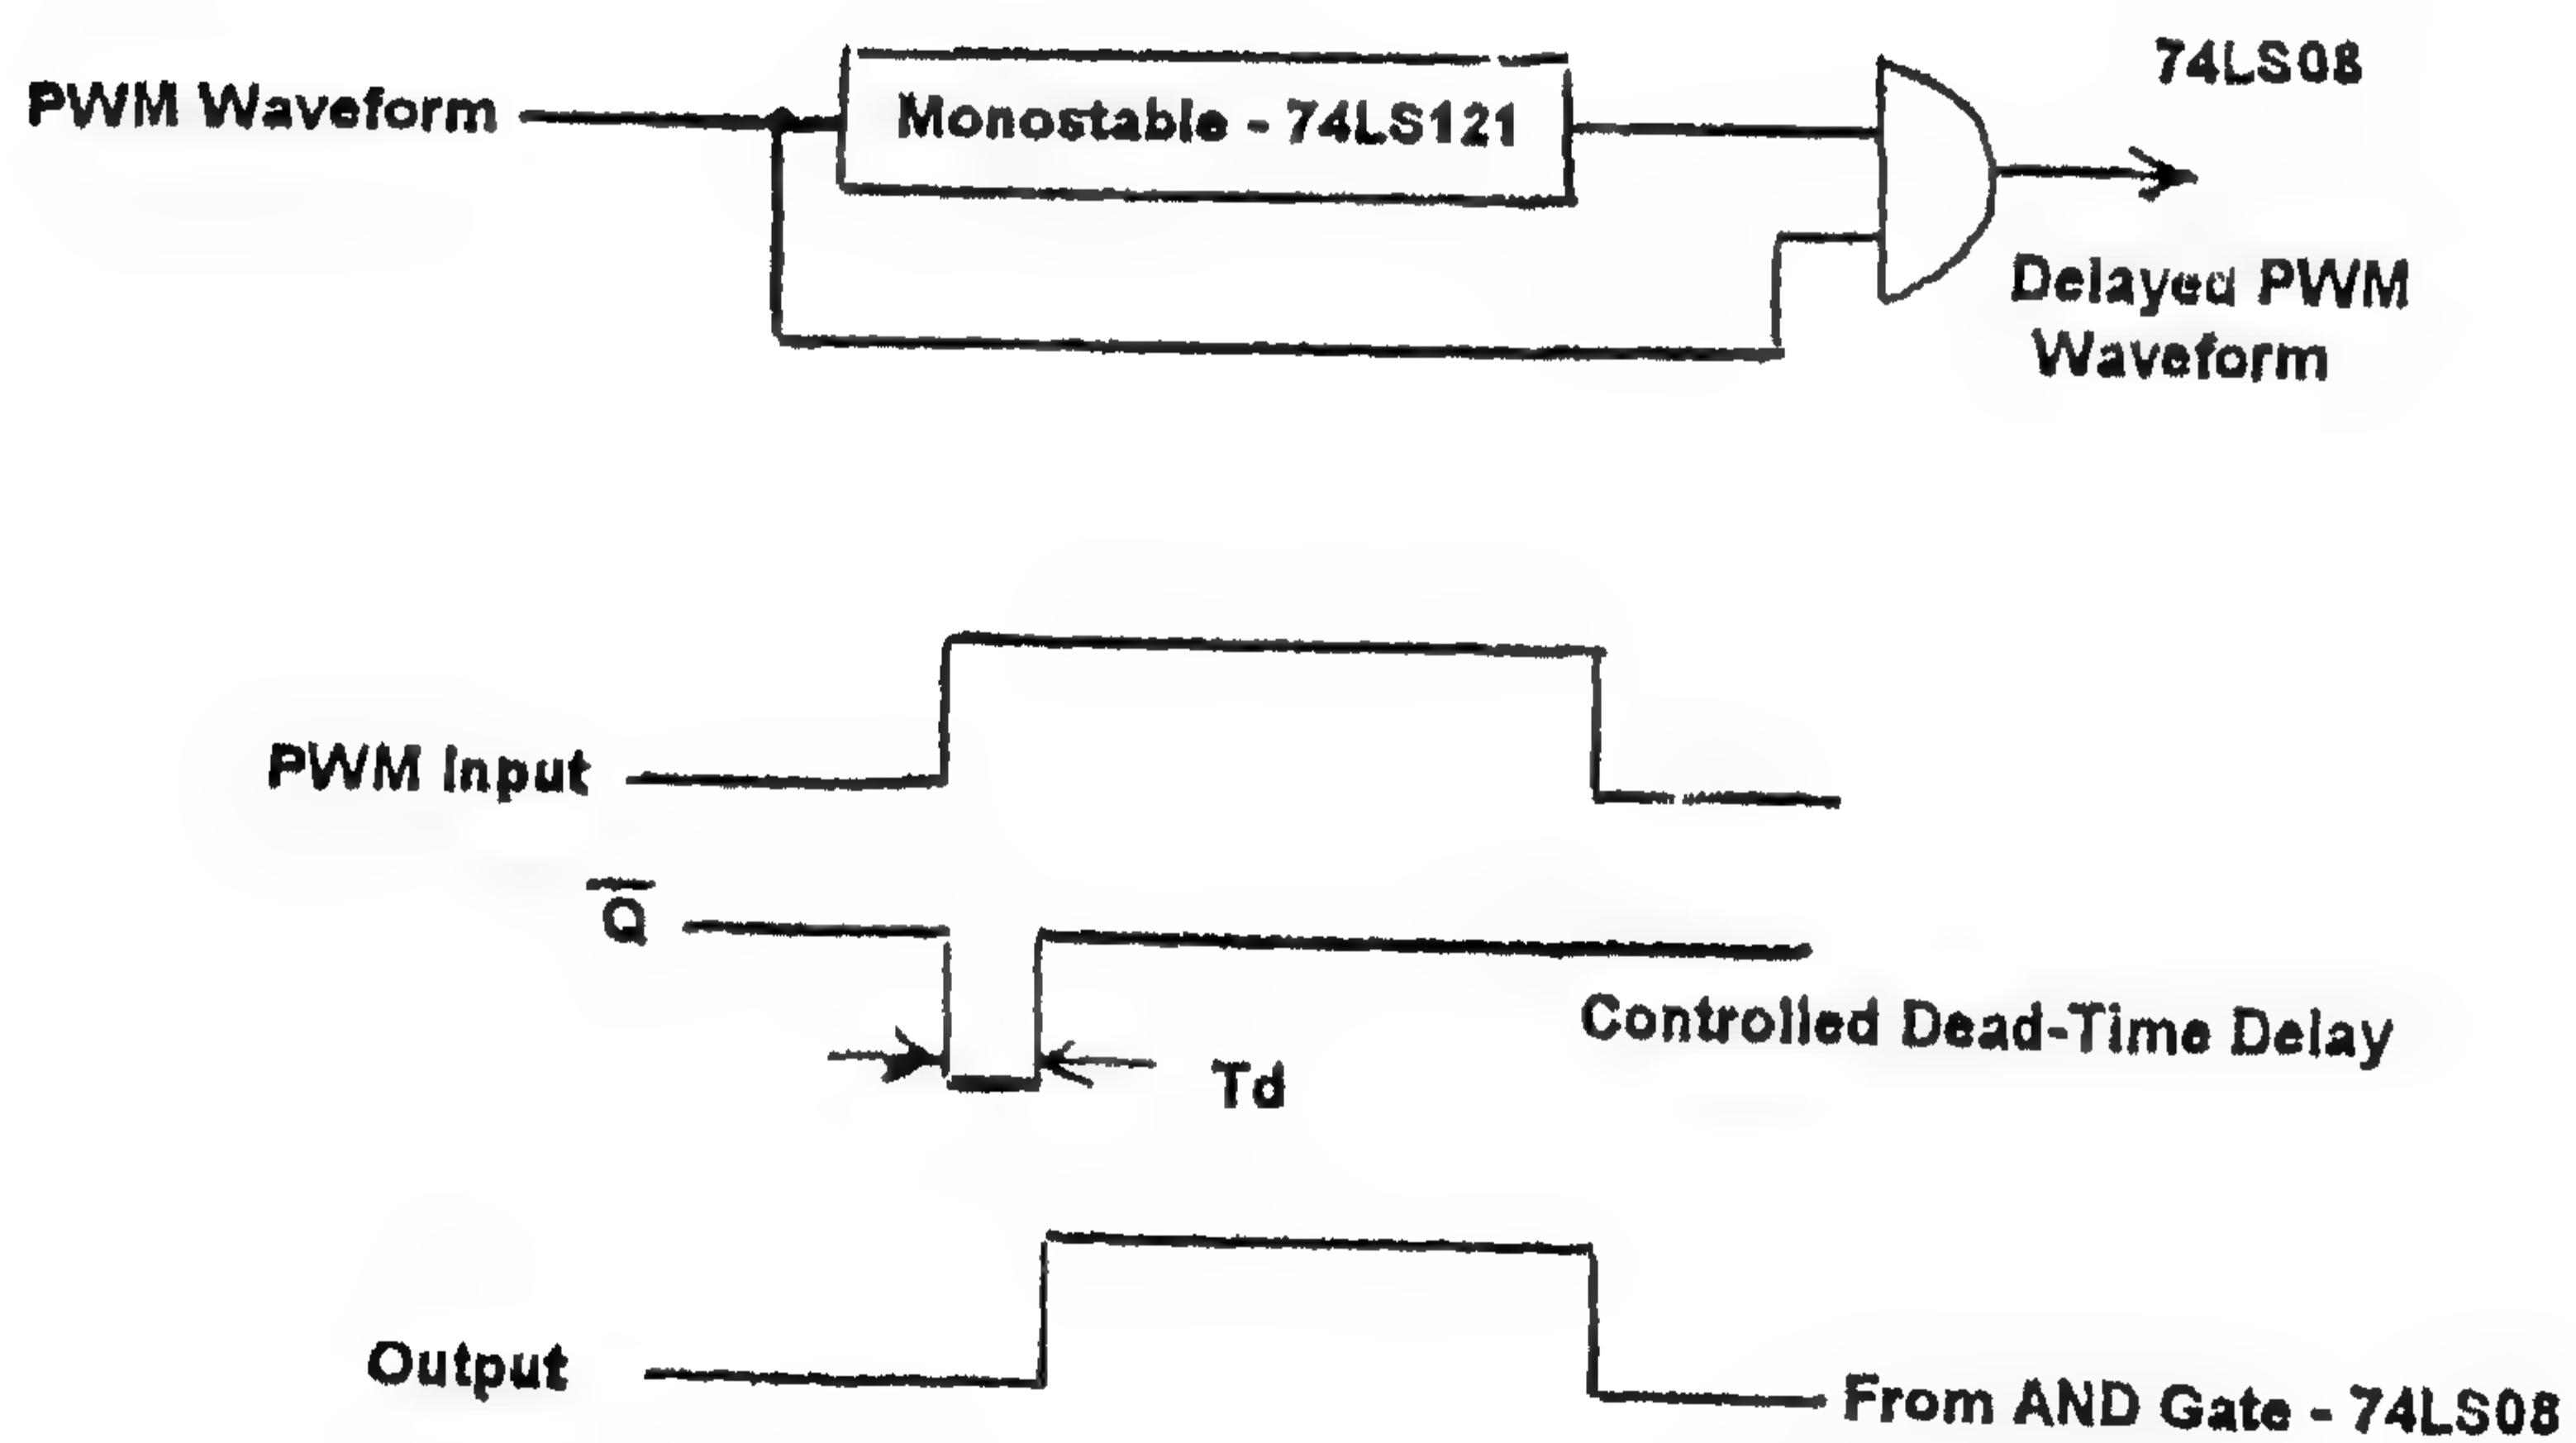 74LS08
PWM Waveform
Monostable - 74LS121
Delayed PWM
Waveform
PWM Input
Q̅
Controlled Dead-Time Delay
Td
Output
From AND Gate - 74LS08